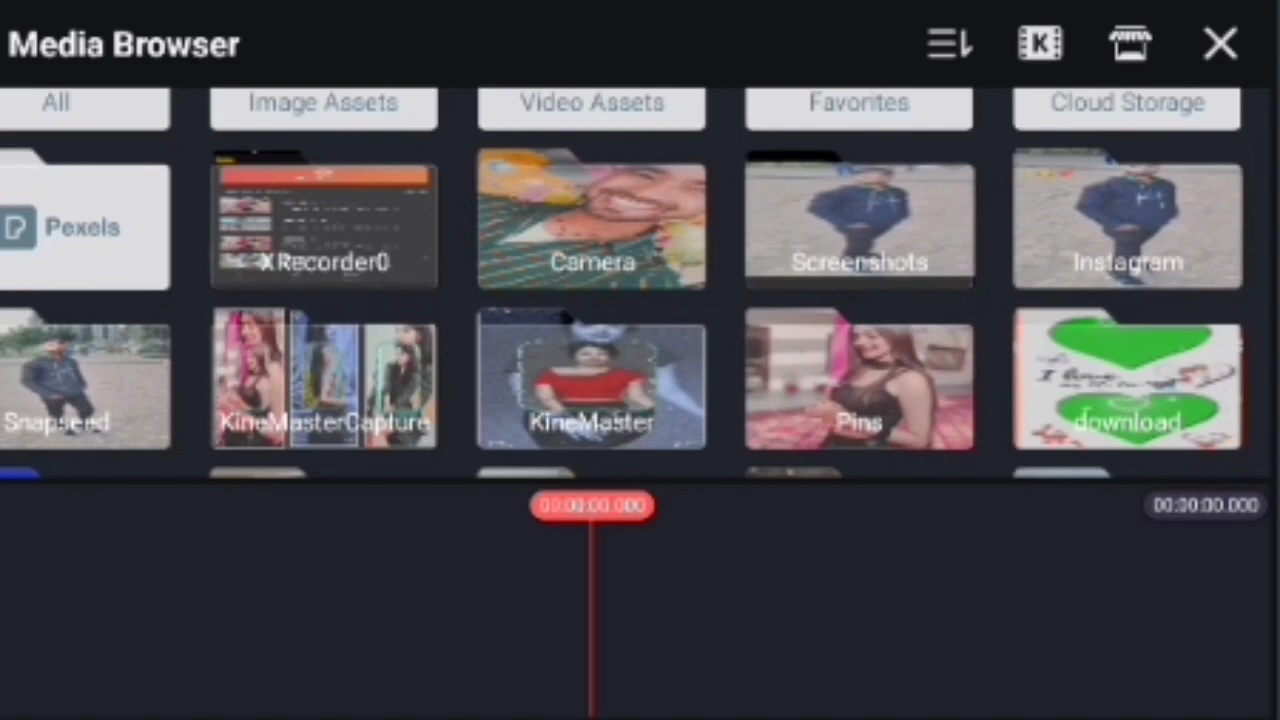 Media Browser
All
Image Assets
Video Assets
Favorites
Cloud Storage
Pexels
XRecorder0
Camera
Screenshots
Instagram
Snapseed
KineMasterCapture
KineMaster
Pins
download
00:00:00.000
00:00:00.000